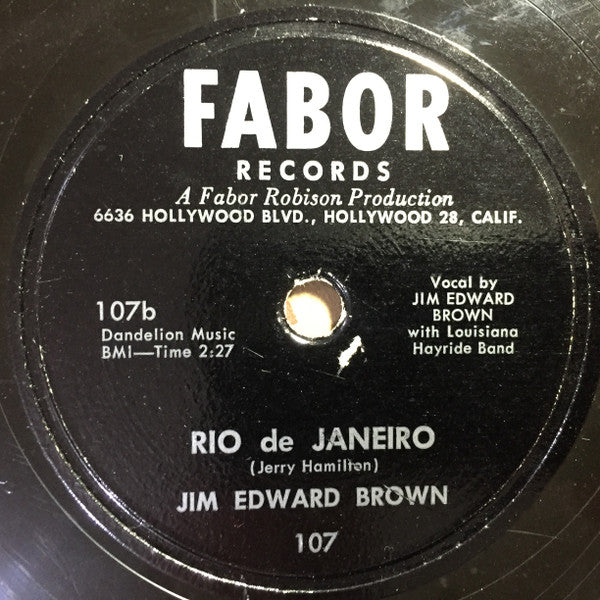 FABOR
RECORDS
A Fabor Robison Production
6636 HOLLYWOOD BLVD., HOLLYWOOD 28, CALIF.
107b
Dandelion Music
BMI—Time 2:27
Vocal by
JIM EDWARD
BROWN
with Louisiana
Hayride Band
RIO de JANEIRO
(Jerry Hamilton)
JIM EDWARD BROWN
107